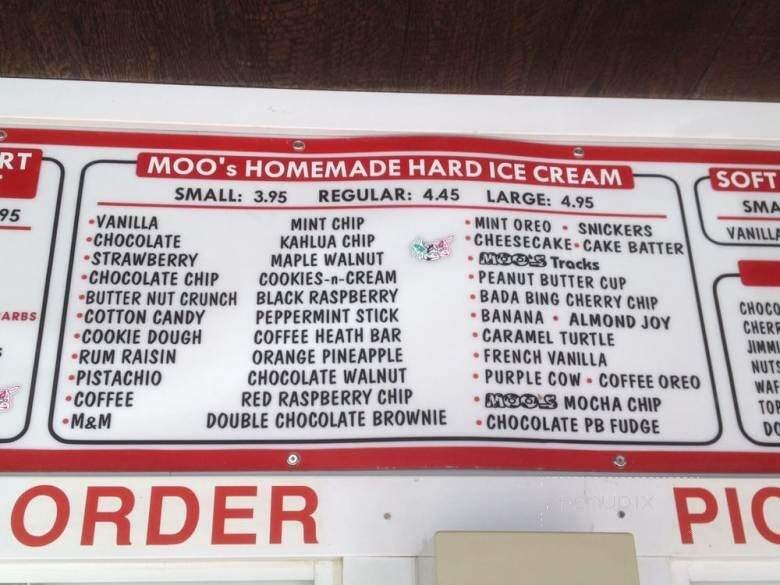 RT
95
ARBS
MOO's HOMEMADE HARD ICE CREAM
SMALL: 3.95 REGULAR: 4.45 LARGE: 4.95
•VANILLA
•CHOCOLATE
•STRAWBERRY
•CHOCOLATE CHIP
•BUTTER NUT CRUNCH
•COTTON CANDY
•COOKIE DOUGH
•RUM RAISIN
•PISTACHIO
•COFFEE
•M&M
MINT CHIP
KAHLUA CHIP
MAPLE WALNUT
COOKIES-n-CREAM
BLACK RASPBERRY
PEPPERMINT STICK
COFFEE HEATH BAR
ORANGE PINEAPPLE
CHOCOLATE WALNUT
RED RASPBERRY CHIP
DOUBLE CHOCOLATE BROWNIE
• MINT OREO • SNICKERS
• CHEESECAKE • CAKE BATTER
• MOO'S Tracks
• PEANUT BUTTER CUP
• BADA BING CHERRY CHIP
• BANANA • ALMOND JOY
• CARAMEL TURTLE
• FRENCH VANILLA
• PURPLE COW • COFFEE OREO
• MOO'S MOCHA CHIP
• CHOCOLATE PB FUDGE
SOFT
SMA
VANILLA
CHOCO
CHERR
JIMMI
NUTS
WAF
TOP
DO
ORDER
PIC
menupix